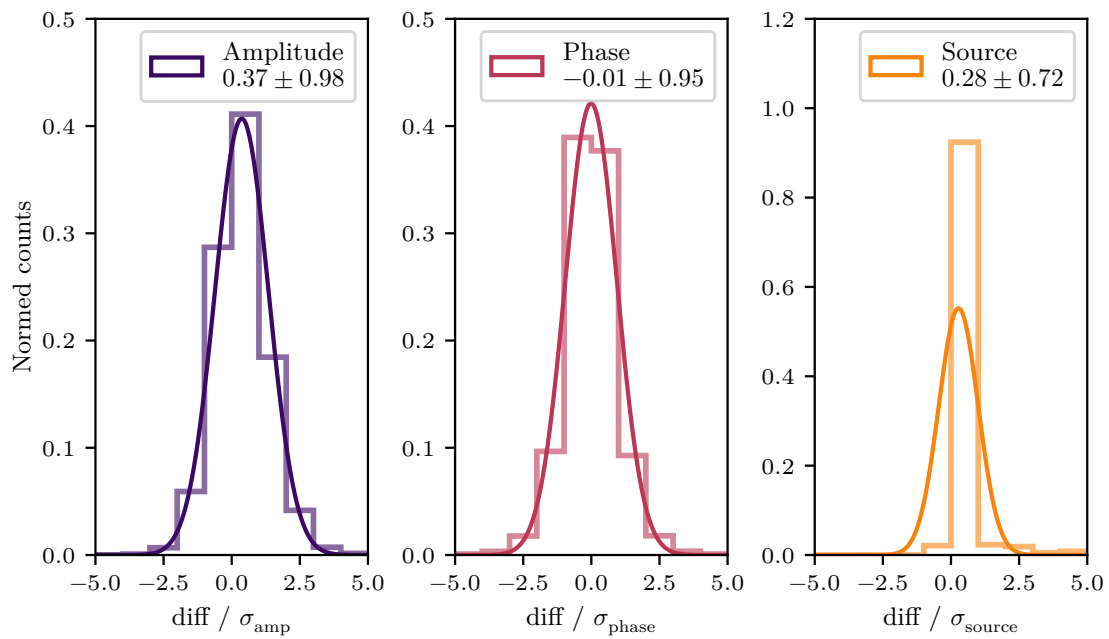 Normed counts
0.5
0.4
0.3
0.2
0.1
0.0
Amplitude
0.37 ± 0.98
−5.0 −2.5 0.0 2.5 5.0
diff / σ_amp
0.5
0.4
0.3
0.2
0.1
0.0
Phase
−0.01 ± 0.95
−5.0 −2.5 0.0 2.5 5.0
diff / σ_phase
1.2
1.0
0.8
0.6
0.4
0.2
0.0
Source
0.28 ± 0.72
−5.0 −2.5 0.0 2.5 5.0
diff / σ_source